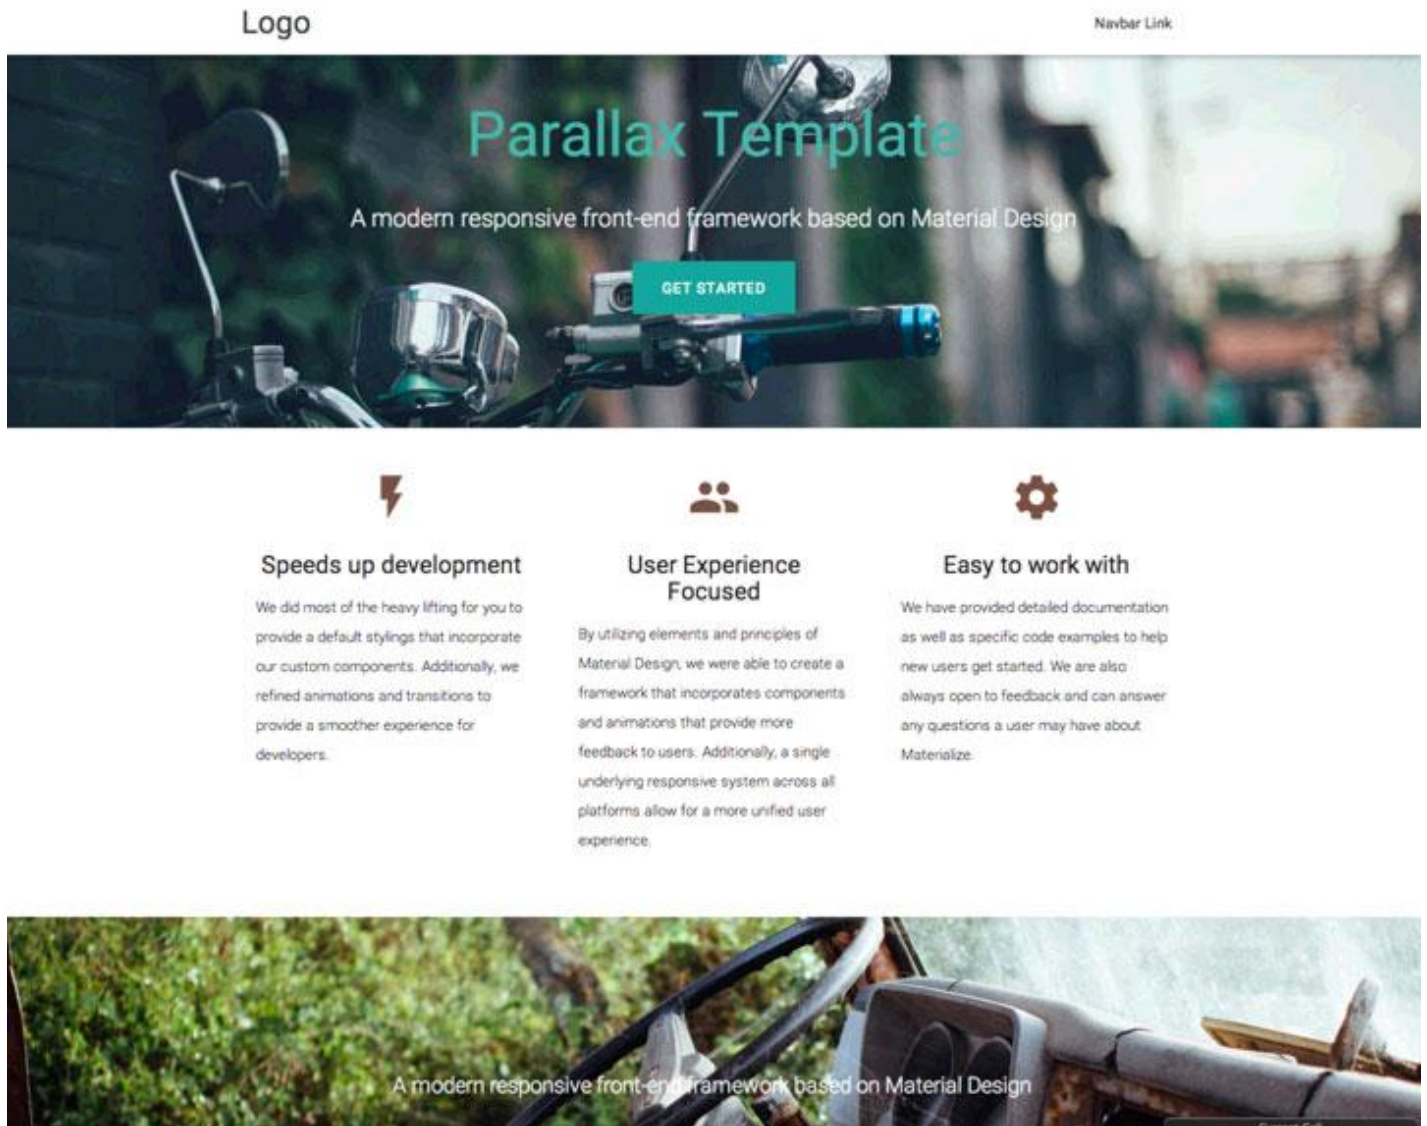 Logo
Navbar Link
Parallax Template
A modern responsive front-end framework based on Material Design
GET STARTED
Speeds up development
We did most of the heavy lifting for you to
provide a default stylings that incorporate
our custom components. Additionally, we
refined animations and transitions to
provide a smoother experience for
developers.
User Experience
Focused
By utilizing elements and principles of
Material Design, we were able to create a
framework that incorporates components
and animations that provide more
feedback to users. Additionally, a single
underlying responsive system across all
platforms allow for a more unified user
experience.
Easy to work with
We have provided detailed documentation
as well as specific code examples to help
new users get started. We are also
always open to feedback and can answer
any questions a user may have about
Materialize.
A modern responsive front-end framework based on Material Design